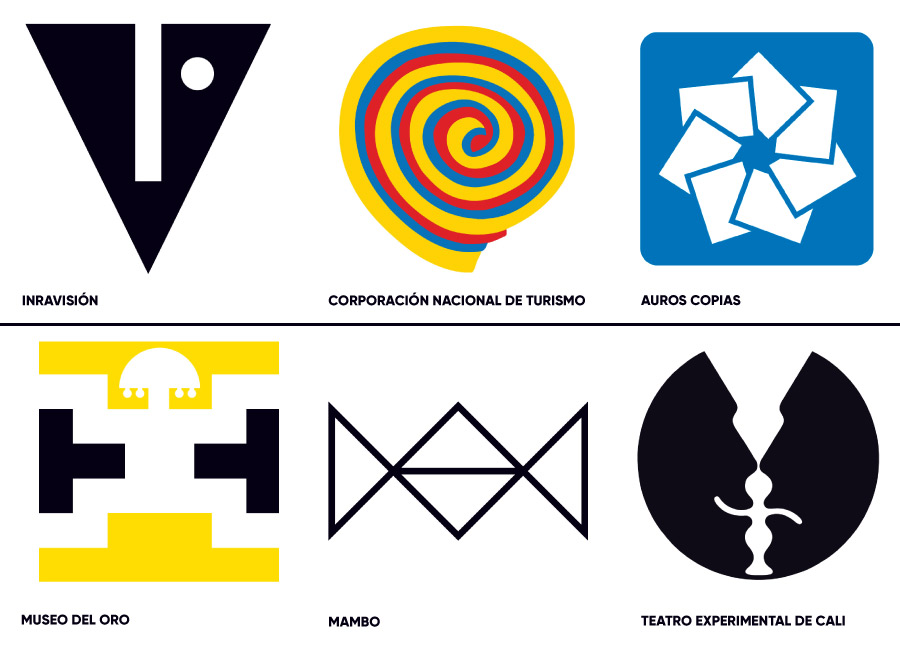 INRAVISIÓN
CORPORACIÓN NACIONAL DE TURISMO
AUROS COPIAS
MUSEO DEL ORO
MAMBO
TEATRO EXPERIMENTAL DE CALI